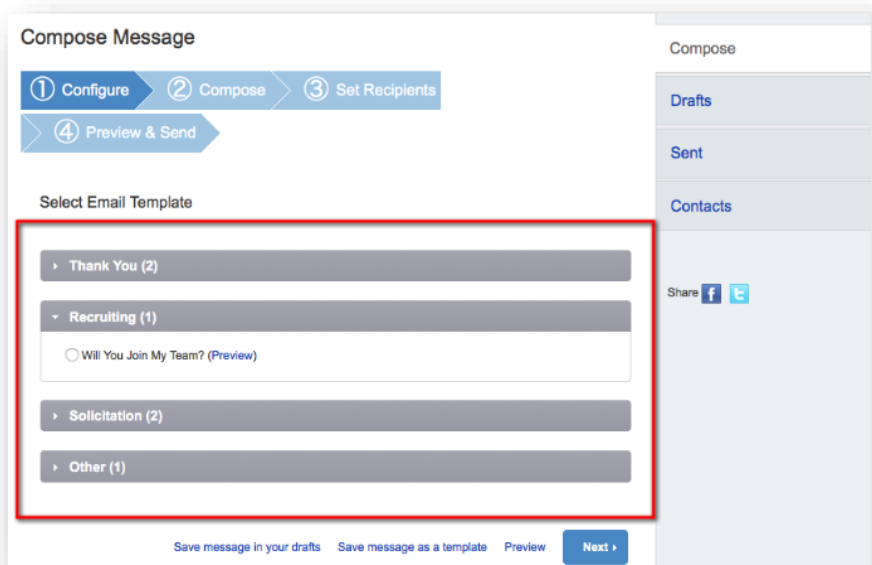 Compose Message
① Configure ② Compose ③ Set Recipients
④ Preview & Send
Select Email Template
Thank You (2)
Recruiting (1)
Will You Join My Team? (Preview)
Solicitation (2)
Other (1)
Save message in your drafts Save message as a template Preview Next
Compose
Drafts
Sent
Contacts
Share f t